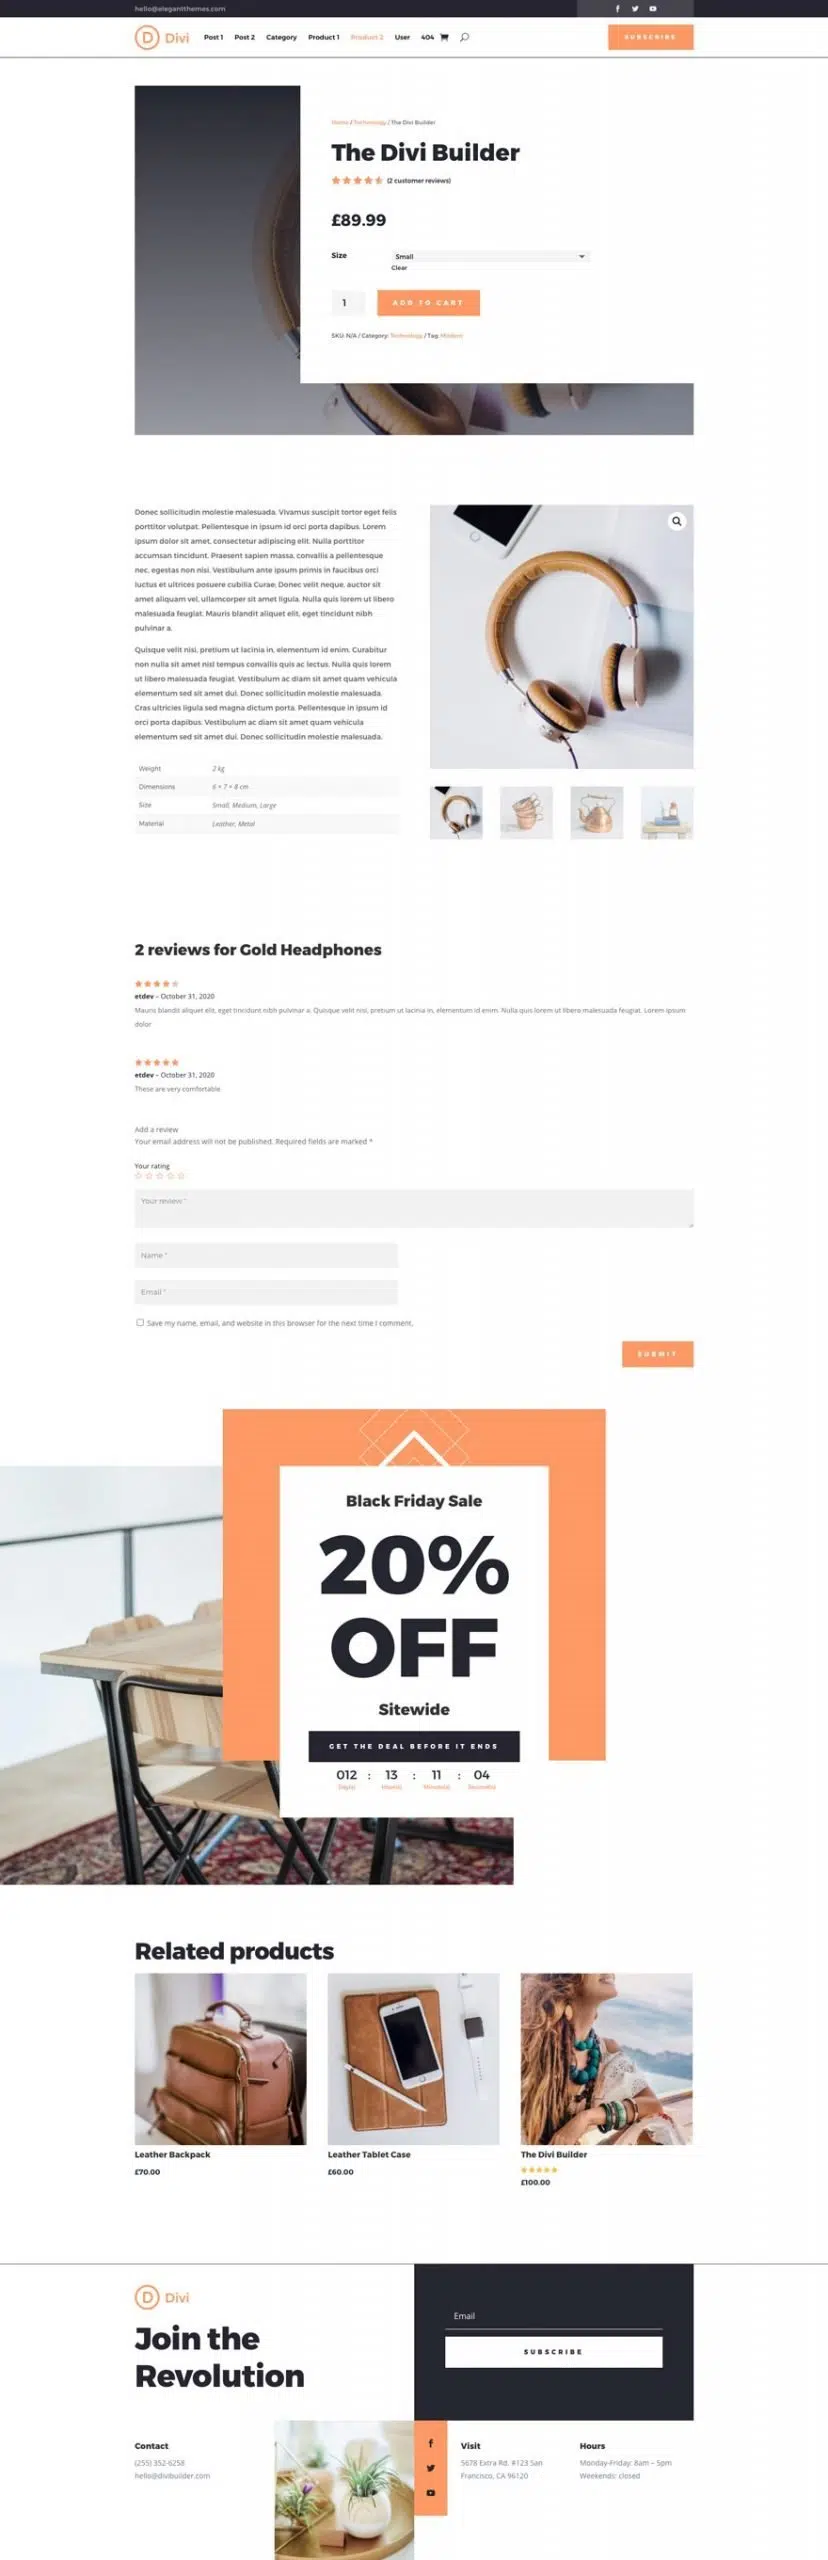 hello@elegantthemes.com
Divi
Post 1 Post 2 Category Product 1 Product 2 User 404
SUBSCRIBE
Home / Technology / The Divi Builder
The Divi Builder
(2 customer reviews)
£89.99
Size Small
Clear
1 ADD TO CART
SKU: N/A / Category: Technology / Tag: Modern
Donec sollicitudin molestie malesuada. Vivamus suscipit tortor eget felis
porttitor volutpat. Pellentesque in ipsum id orci porta dapibus. Lorem
ipsum dolor sit amet, consectetur adipiscing elit. Nulla porttitor
accumsan tincidunt. Praesent sapien massa, convallis a pellentesque
nec, egestas non nisi. Vestibulum ante ipsum primis in faucibus orci
luctus et ultrices posuere cubilia Curae; Donec velit neque, auctor sit
amet aliquam vel, ullamcorper sit amet ligula. Nulla quis lorem ut libero
malesuada feugiat. Mauris blandit aliquet elit, eget tincidunt nibh
pulvinar a.
Quisque velit nisi, pretium ut lacinia in, elementum id enim. Curabitur
non nulla sit amet nisl tempus convallis quis ac lectus. Nulla quis lorem
ut libero malesuada feugiat. Vestibulum ac diam sit amet quam vehicula
elementum sed sit amet dui. Donec sollicitudin molestie malesuada.
Cras ultricies ligula sed magna dictum porta. Pellentesque in ipsum id
orci porta dapibus. Vestibulum ac diam sit amet quam vehicula
elementum sed sit amet dui. Donec sollicitudin molestie malesuada.
Weight 2 kg
Dimensions 6 × 7 × 8 cm
Size Small, Medium, Large
Material Leather, Metal
2 reviews for Gold Headphones
etdev – October 31, 2020
Mauris blandit aliquet elit, eget tincidunt nibh pulvinar a. Quisque velit nisi, pretium ut lacinia in, elementum id enim. Nulla quis lorem ut libero malesuada feugiat. Lorem ipsum
dolor
etdev – October 31, 2020
These are very comfortable
Add a review
Your email address will not be published. Required fields are marked *
Your rating
Your review *
Name *
Email *
Save my name, email, and website in this browser for the next time I comment.
SUBMIT
Black Friday Sale
20%
OFF
Sitewide
GET THE DEAL BEFORE IT ENDS
012 : 13 : 11 : 04
Day(s) Hour(s) Minute(s) Second(s)
Related products
Leather Backpack
£70.00
Leather Tablet Case
£60.00
The Divi Builder
£100.00
Divi
Join the
Revolution
Email
SUBSCRIBE
Contact
(255) 352-6258
hello@divibuilder.com
Visit
5678 Extra Rd. #123 San
Francisco, CA 96120
Hours
Monday-Friday: 8am – 5pm
Weekends: closed